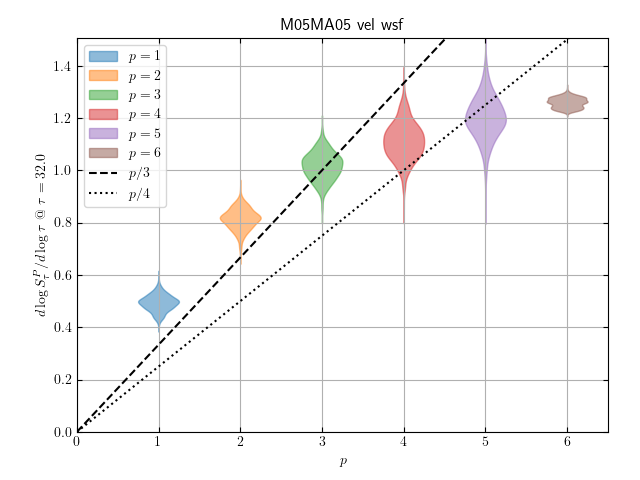 M05MA05 vel wsf
d log S_τ^P / d log τ @ τ = 32.0
1.4
1.2
1.0
0.8
0.6
0.4
0.2
0.0
p = 1
p = 2
p = 3
p = 4
p = 5
p = 6
p/3
p/4
0 1 2 3 4 5 6
p